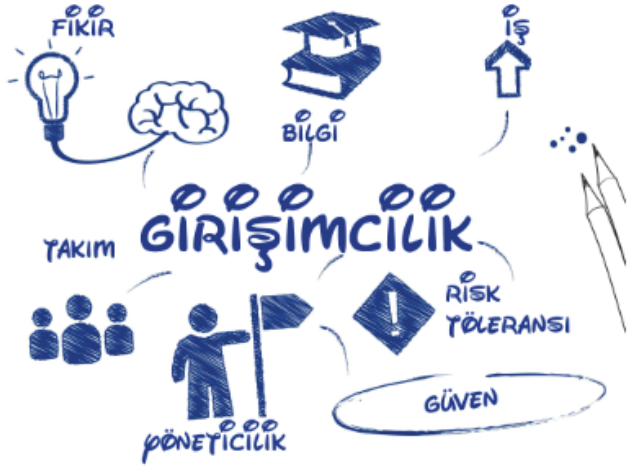 FİKİR
İŞ
BİLGİ
GİRİŞİMCİLİK
TAKIM
RİSK
TÖLERANSI
GÜVEN
YÖNETİCİLİK